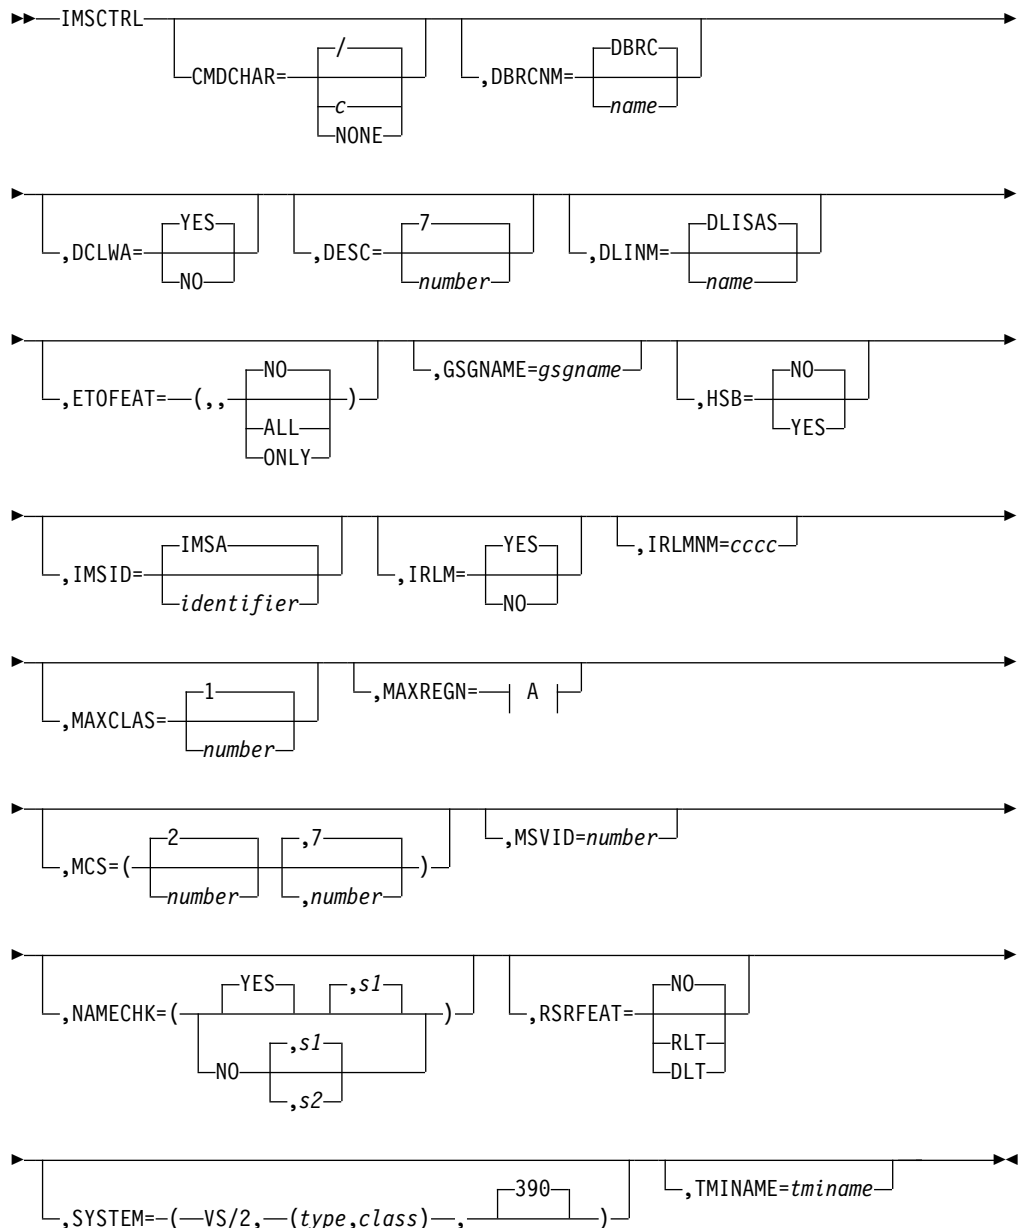 IMSCTRL
CMDCHAR=
/
c
NONE
,DBRCNM=
DBRC
name
,DCLWA=
YES
NO
,DESC=
7
number
,DLINM=
DLISAS
name
,ETOFEAT=
(,,
NO
ALL
ONLY
)
,GSGNAME=gsgname
,HSB=
NO
YES
,IMSID=
IMSA
identifier
,IRLM=
YES
NO
,IRLMNM=cccc
,MAXCLAS=
1
number
,MAXREGN=
A
,MCS=(
2
number
,7
,number
)
,MSVID=number
,NAMECHK=(
YES
,s1
NO
,s1
,s2
)
,RSRFEAT=
NO
RLT
DLT
,SYSTEM=
(
VS/2,
(type,class)
,
390
)
,TMINAME=tminame